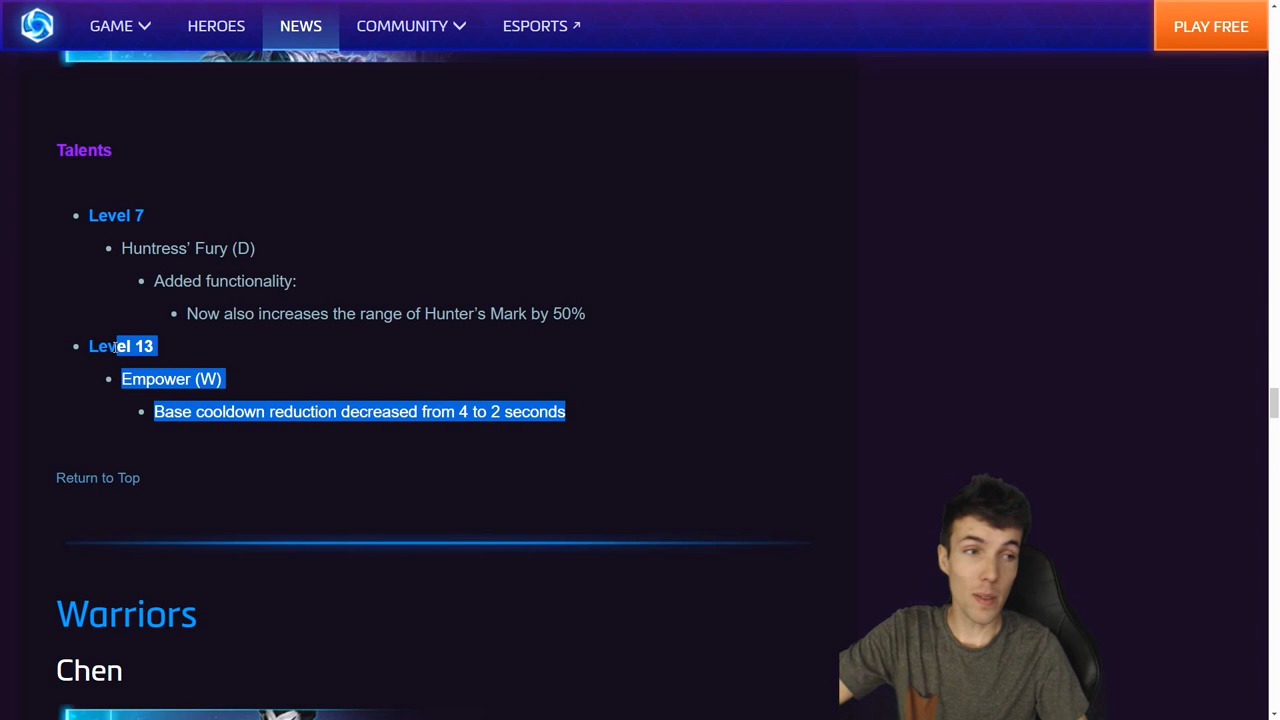 GAME HEROES NEWS COMMUNITY ESPORTS PLAY FREE
Talents
Level 7
Huntress’ Fury (D)
Added functionality:
Now also increases the range of Hunter’s Mark by 50%
Level 13
Empower (W)
Base cooldown reduction decreased from 4 to 2 seconds
Return to Top
Warriors
Chen